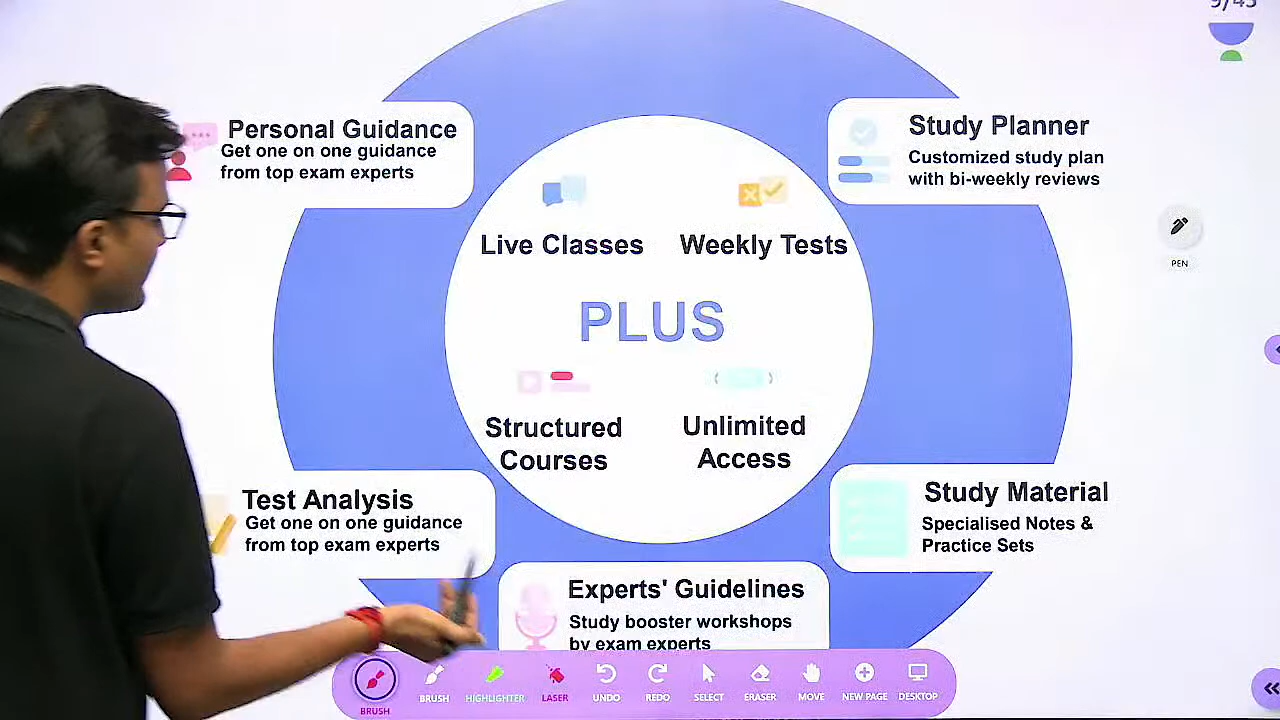 9/45
Personal Guidance
Get one on one guidance
from top exam experts
Study Planner
Customized study plan
with bi-weekly reviews
PEN
Live Classes
Weekly Tests
PLUS
Structured
Courses
Unlimited
Access
Test Analysis
Get one on one guidance
from top exam experts
Study Material
Specialised Notes &
Practice Sets
Experts' Guidelines
Study booster workshops
by exam experts
BRUSH
BRUSH
HIGHLIGHTER
LASER
UNDO
REDO
SELECT
ERASER
MOVE
NEW PAGE
DESKTOP